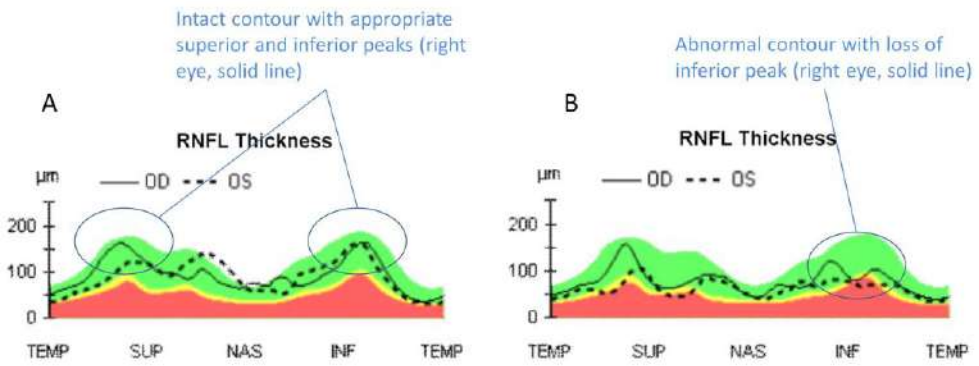 Intact contour with appropriate
superior and inferior peaks (right
eye, solid line)
Abnormal contour with loss of
inferior peak (right eye, solid line)
A
RNFL Thickness
µm
OD OS
200
100
0
TEMP SUP NAS INF TEMP
B
RNFL Thickness
µm
OD OS
200
100
0
TEMP SUP NAS INF TEMP